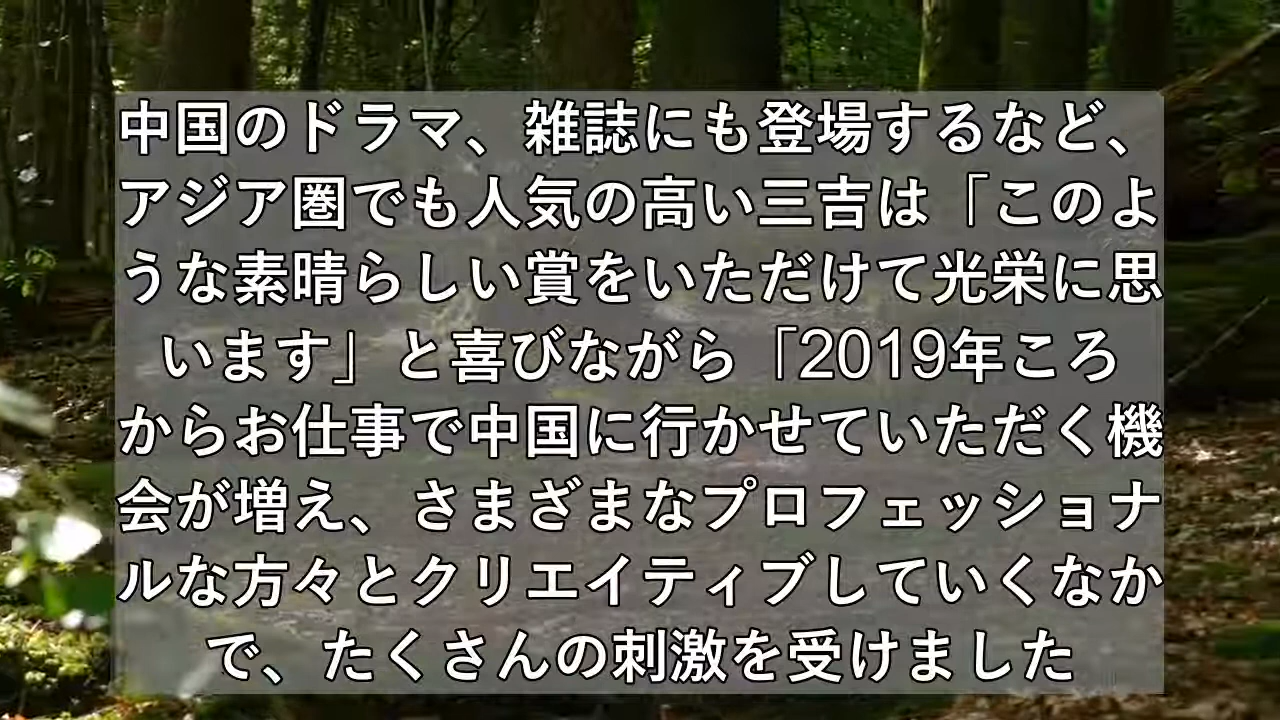 中国のドラマ、雑誌にも登場するなど、
アジア圏でも人気の高い三吉は「このよ
うな素晴らしい賞をいただけて光栄に思
います」と喜びながら「2019年ころ
からお仕事で中国に行かせていただく機
会が増え、さまざまなプロフェッショナ
ルな方々とクリエイティブしていくなか
で、たくさんの刺激を受けました